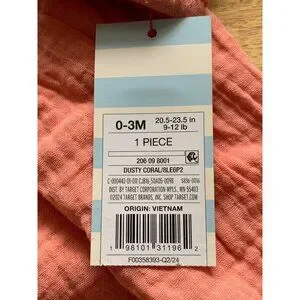 0-3M
20.5-23.5 in
9-12 lb
1 PIECE
206 09 8001
DUSTY CORAL/8LE6P2
DIST. BY TARGET CORPORATION MPLS., MN 55403
©2024 TARGET BRANDS, INC. SHOP TARGET.COM
ORIGIN: VIETNAM
1 98101 31196 2
F00358393-Q2/24